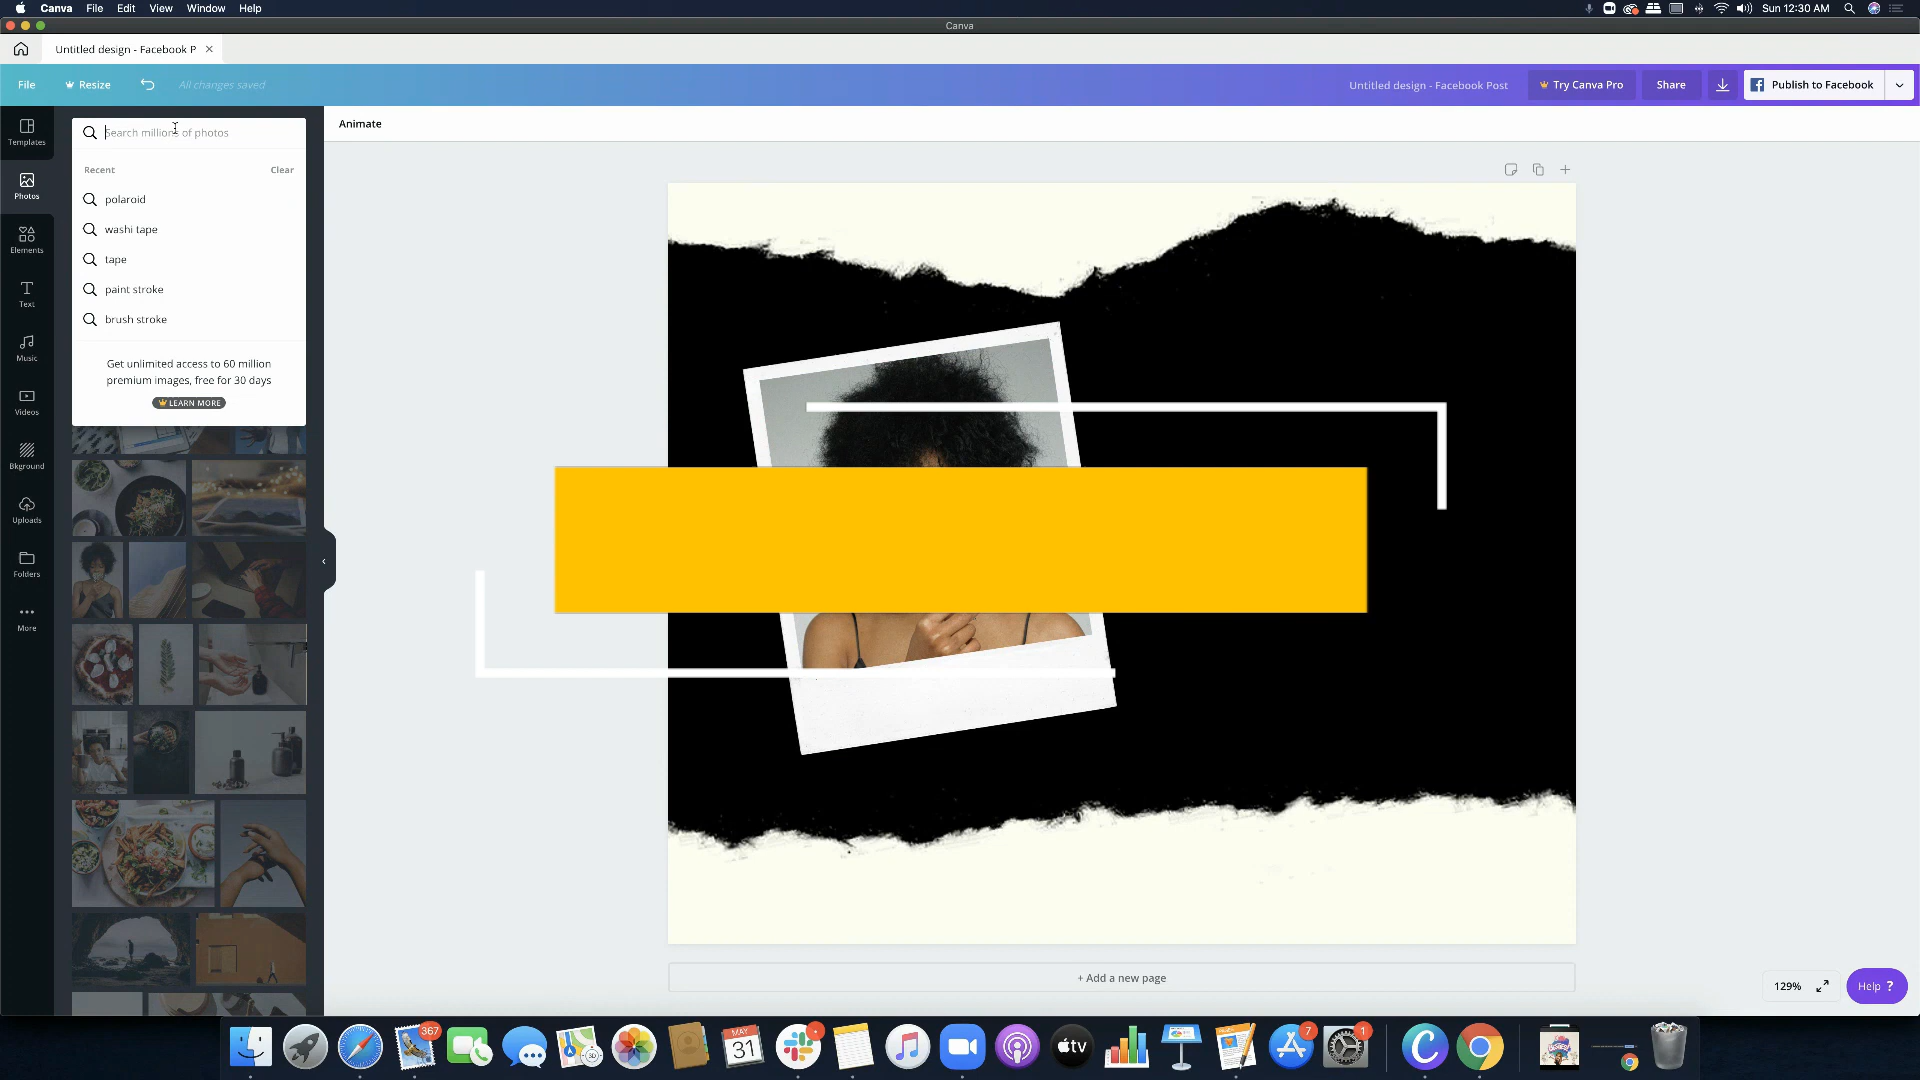 Canva File Edit View Window Help Sun 12:30 AM
Canva
Untitled design - Facebook P
File Resize All changes saved Untitled design - Facebook Post Try Canva Pro Share Publish to Facebook
Templates
Photos
Elements
Text
Music
Videos
Bkground
Uploads
Folders
More
Search millions of photos
Recent Clear
polaroid
washi tape
tape
paint stroke
brush stroke
Get unlimited access to 60 million
premium images, free for 30 days
LEARN MORE
Animate
+ Add a new page
129% Help ?
367
MAY
31
3D
tv
7
1